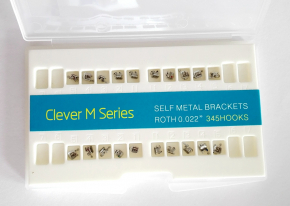 Clever M Series
SELF METAL BRACKETS
ROTH 0.022" 345HOOKS